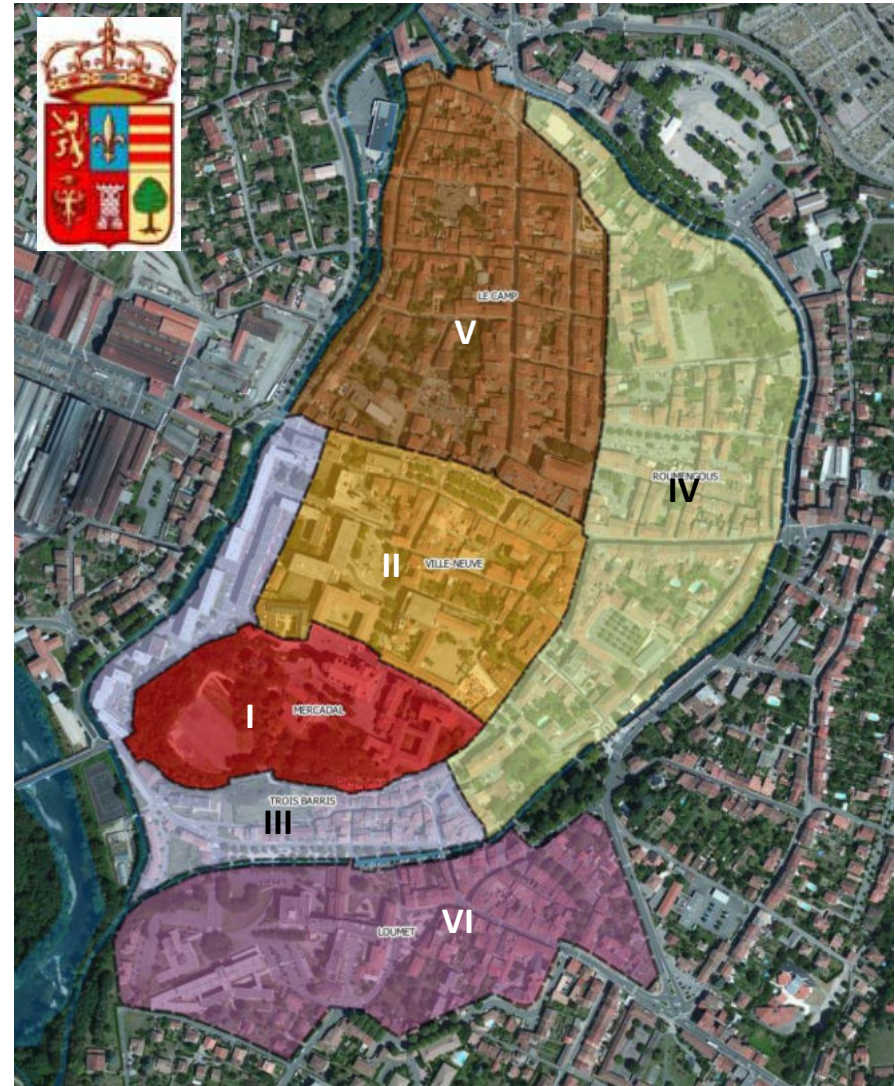 LE CAMP
V
ROUMENGOUS
IV
II
VILLE-NEUVE
I
MERCADAL
TROIS BARRIS
III
LOUMET
VI